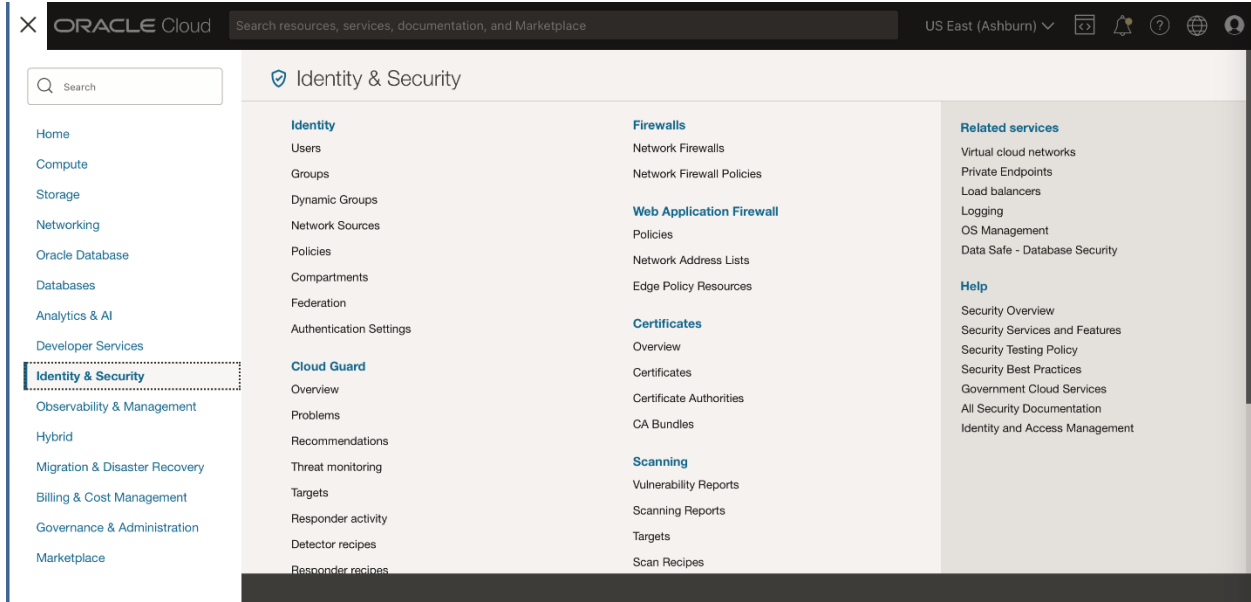 ORACLE Cloud
Search resources, services, documentation, and Marketplace
US East (Ashburn)
Search
Home
Compute
Storage
Networking
Oracle Database
Databases
Analytics & AI
Developer Services
Identity & Security
Observability & Management
Hybrid
Migration & Disaster Recovery
Billing & Cost Management
Governance & Administration
Marketplace
Identity & Security
Identity
Users
Groups
Dynamic Groups
Network Sources
Policies
Compartments
Federation
Authentication Settings
Cloud Guard
Overview
Problems
Recommendations
Threat monitoring
Targets
Responder activity
Detector recipes
Responder recipes
Firewalls
Network Firewalls
Network Firewall Policies
Web Application Firewall
Policies
Network Address Lists
Edge Policy Resources
Certificates
Overview
Certificates
Certificate Authorities
CA Bundles
Scanning
Vulnerability Reports
Scanning Reports
Targets
Scan Recipes
Related services
Virtual cloud networks
Private Endpoints
Load balancers
Logging
OS Management
Data Safe - Database Security
Help
Security Overview
Security Services and Features
Security Testing Policy
Security Best Practices
Government Cloud Services
All Security Documentation
Identity and Access Management